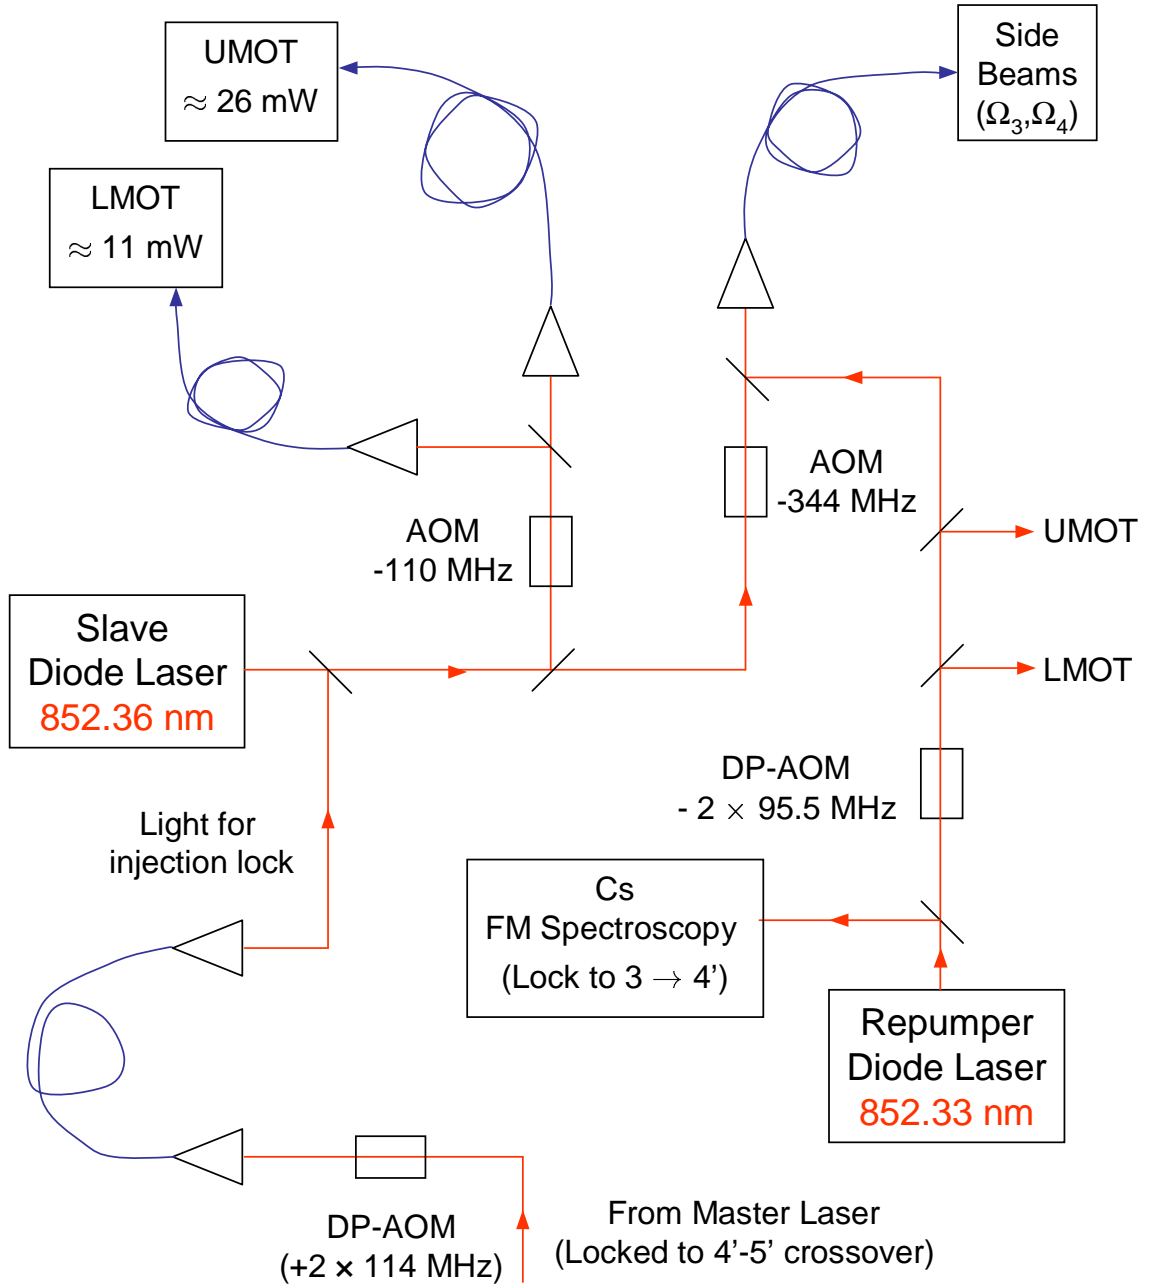 UMOT
≈ 26 mW
Side
Beams
(Ω3,Ω4)
LMOT
≈ 11 mW
AOM
-344 MHz
AOM
-110 MHz
UMOT
LMOT
Slave
Diode Laser
852.36 nm
DP-AOM
- 2 × 95.5 MHz
Light for
injection lock
Cs
FM Spectroscopy
(Lock to 3 → 4’)
Repumper
Diode Laser
852.33 nm
DP-AOM
(+2 × 114 MHz)
From Master Laser
(Locked to 4’-5’ crossover)